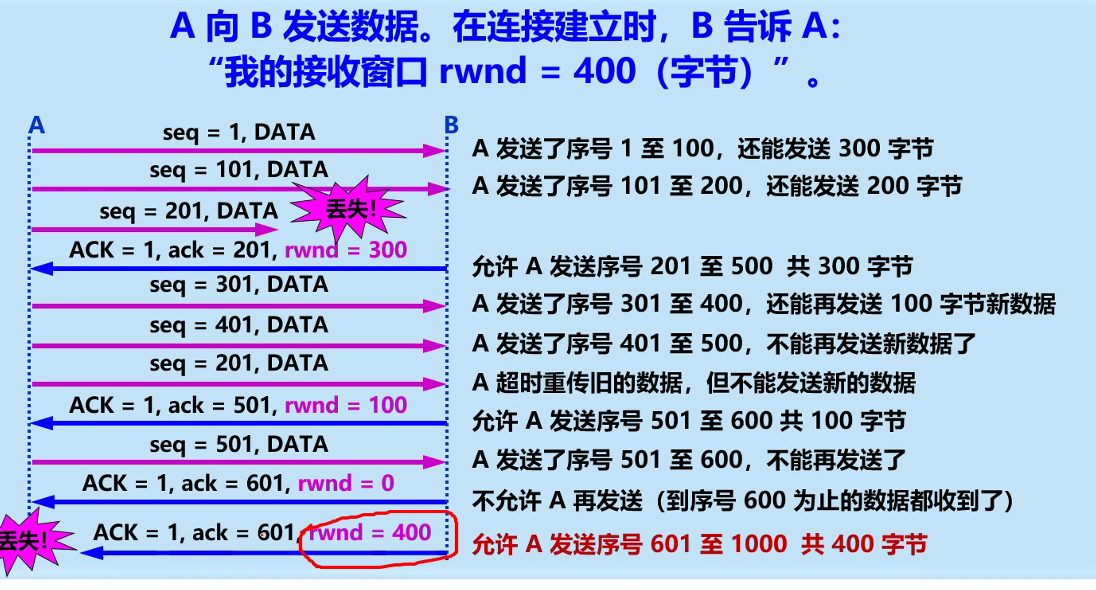 A 向 B 发送数据。在连接建立时，B 告诉 A：
“我的接收窗口 rwnd = 400（字节）”。
A
B
seq = 1, DATA
A 发送了序号 1 至 100，还能发送 300 字节
seq = 101, DATA
A 发送了序号 101 至 200，还能发送 200 字节
seq = 201, DATA
丢失！
ACK = 1, ack = 201, rwnd = 300
允许 A 发送序号 201 至 500 共 300 字节
seq = 301, DATA
A 发送了序号 301 至 400，还能再发送 100 字节新数据
seq = 401, DATA
A 发送了序号 401 至 500，不能再发送新数据了
seq = 201, DATA
A 超时重传旧的数据，但不能发送新的数据
ACK = 1, ack = 501, rwnd = 100
允许 A 发送序号 501 至 600 共 100 字节
seq = 501, DATA
A 发送了序号 501 至 600，不能再发送了
ACK = 1, ack = 601, rwnd = 0
不允许 A 再发送（到序号 600 为止的数据都收到了）
丢失！
ACK = 1, ack = 601, rwnd = 400
允许 A 发送序号 601 至 1000 共 400 字节